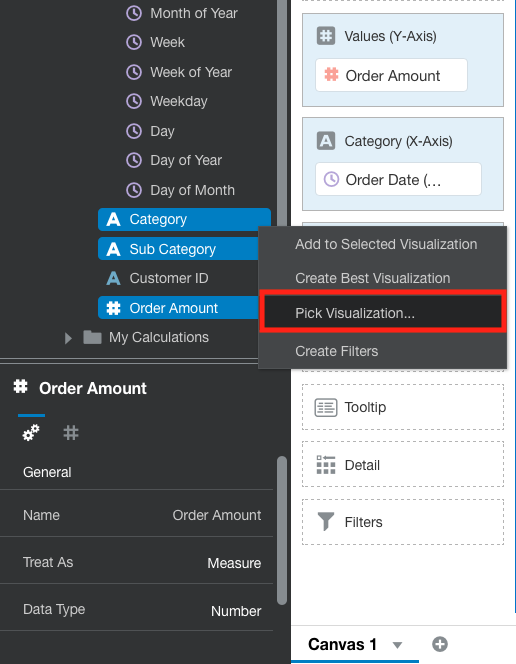 Month of Year
Week
Week of Year
Weekday
Day
Day of Year
Day of Month
A Category
A Sub Category
A Customer ID
# Order Amount
My Calculations
# Order Amount
#
General
Name Order Amount
Treat As Measure
Data Type Number
# Values (Y-Axis)
# Order Amount
A Category (X-Axis)
Order Date (...
Add to Selected Visualization
Create Best Visualization
Pick Visualization...
Create Filters
Tooltip
Detail
Filters
Canvas 1